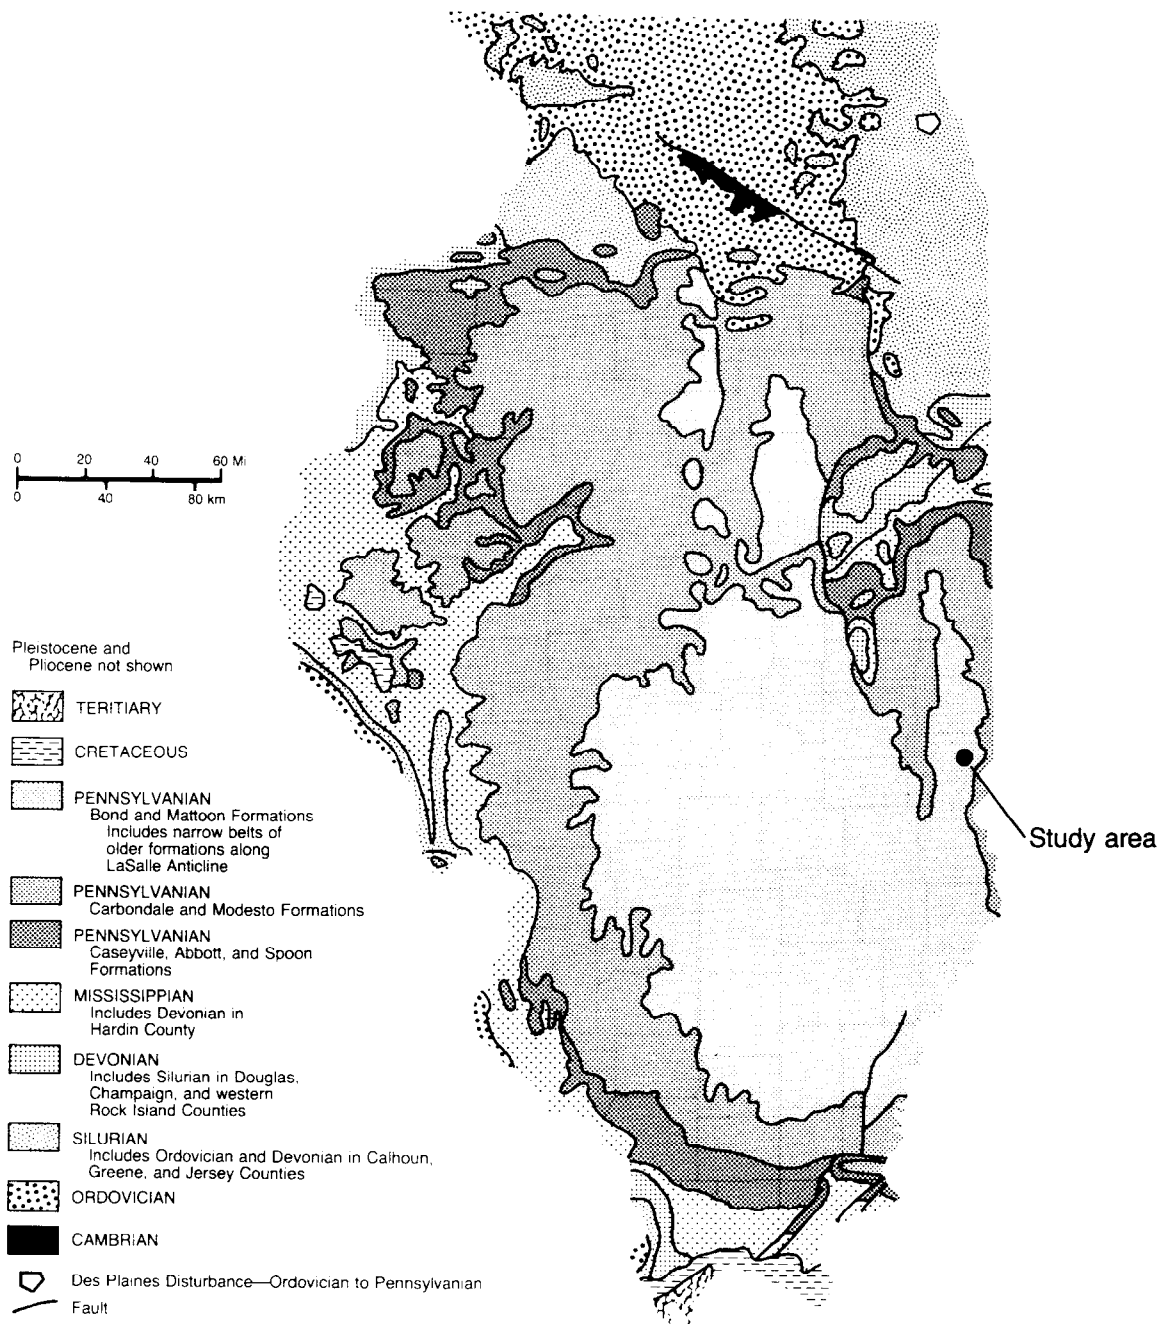 0 20 40 60 Mi
0 40 80 km
Study area
Pleistocene and
Pliocene not shown
TERITIARY
CRETACEOUS
PENNSYLVANIAN
Bond and Mattoon Formations
Includes narrow belts of
older formations along
LaSalle Anticline
PENNSYLVANIAN
Carbondale and Modesto Formations
PENNSYLVANIAN
Caseyville, Abbott, and Spoon
Formations
MISSISSIPPIAN
Includes Devonian in
Hardin County
DEVONIAN
Includes Silurian in Douglas,
Champaign, and western
Rock Island Counties
SILURIAN
Includes Ordovician and Devonian in Calhoun,
Greene, and Jersey Counties
ORDOVICIAN
CAMBRIAN
Des Plaines Disturbance—Ordovician to Pennsylvanian
Fault